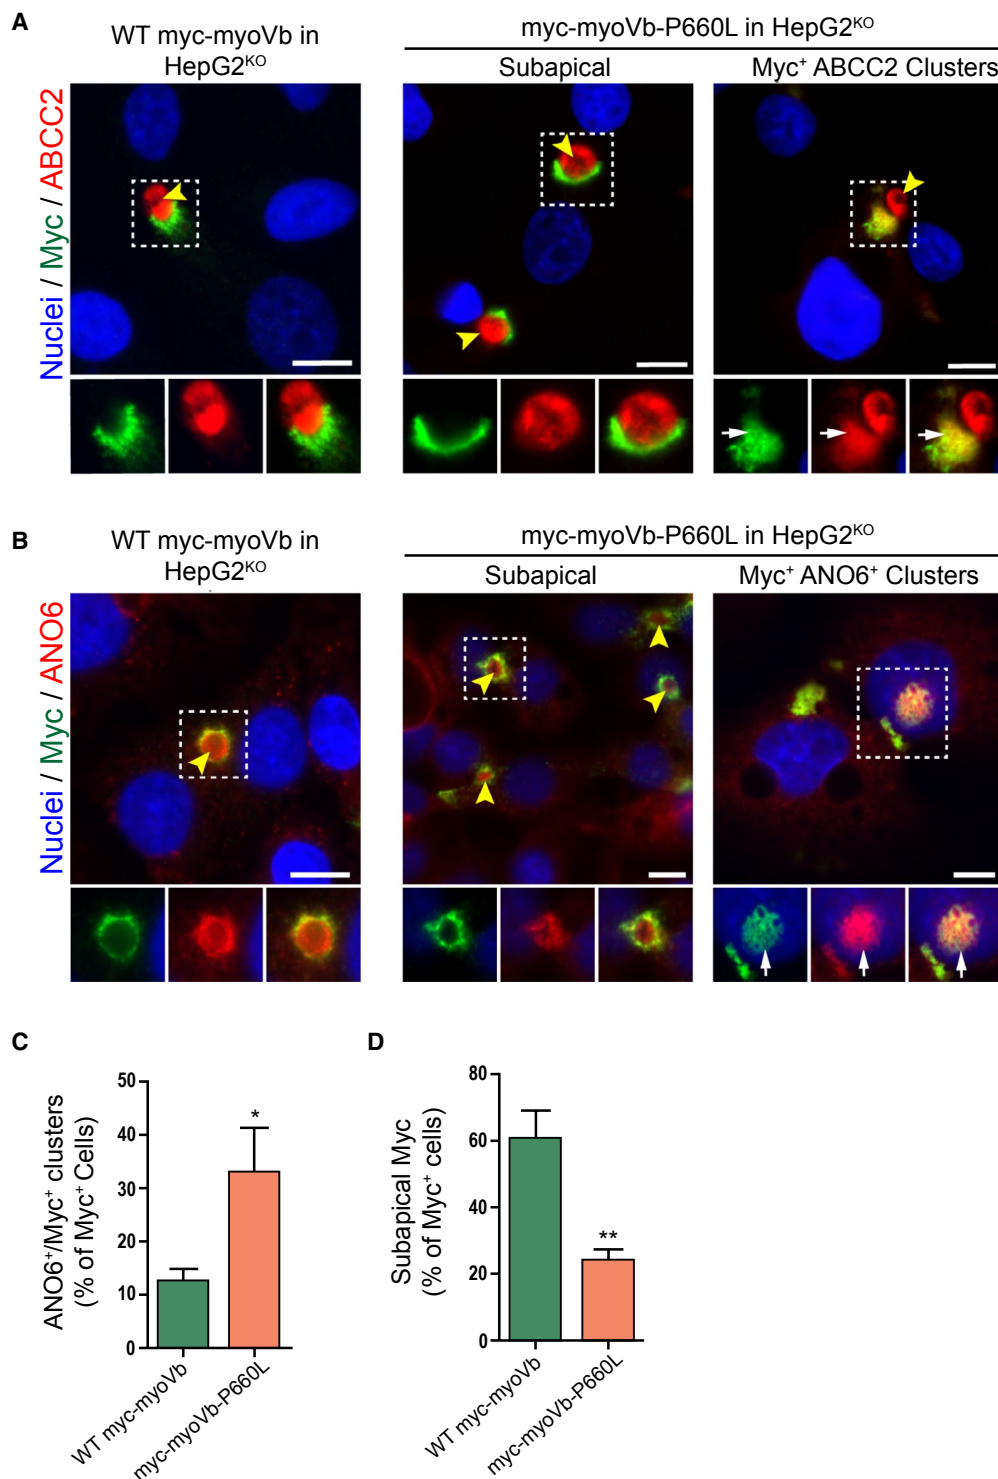 A
WT myc-myoVb in
HepG2ᴷᴼ
myc-myoVb-P660L in HepG2ᴷᴼ
Subapical
Myc⁺ ABCC2 Clusters
Nuclei / Myc / ABCC2
B
WT myc-myoVb in
HepG2ᴷᴼ
myc-myoVb-P660L in HepG2ᴷᴼ
Subapical
Myc⁺ ANO6⁺ Clusters
Nuclei / Myc / ANO6
C
ANO6⁺/Myc⁺ clusters
(% of Myc⁺ Cells)
50
40
30
20
10
0
*
WT myc-myoVb
myc-myoVb-P660L
D
Subapical Myc
(% of Myc⁺ cells)
80
60
40
20
0
**
WT myc-myoVb
myc-myoVb-P660L